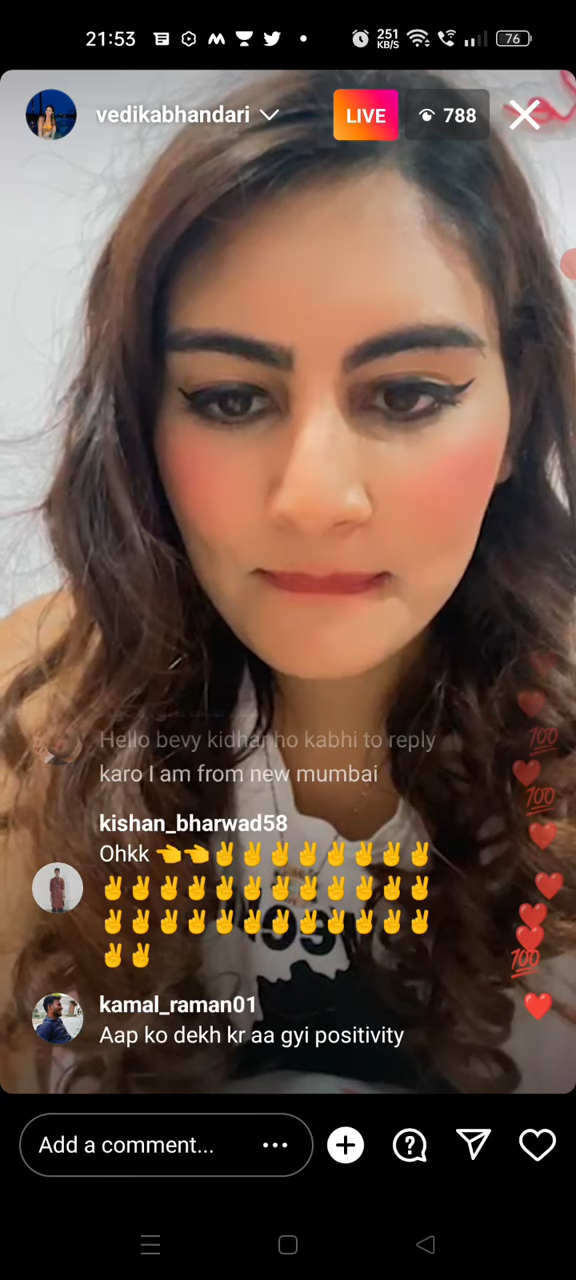 21:53
251
KB/S
76
vedikabhandari
LIVE
788
Hello bevy kidhar ho kabhi to reply
karo I am from new mumbai
kishan_bharwad58
Ohkk 👈👈✌✌✌✌✌✌✌✌
✌✌✌✌✌✌✌✌✌✌✌✌
✌✌✌✌✌✌✌✌✌✌✌✌
✌✌
kamal_raman01
Aap ko dekh kr aa gyi positivity
Add a comment...